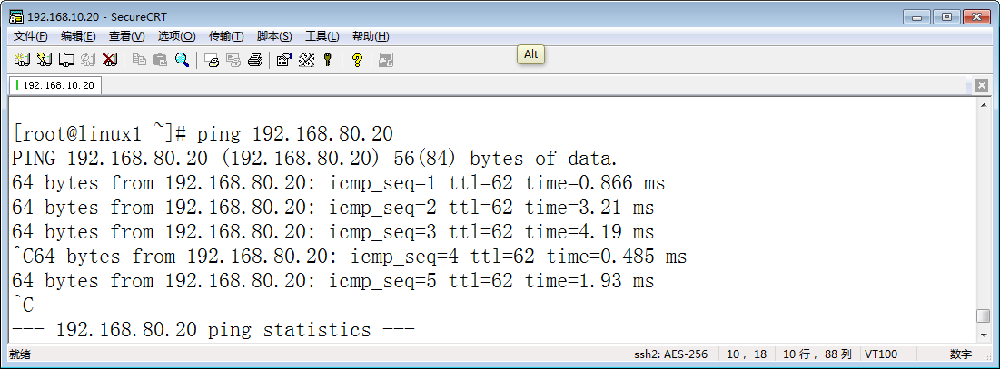 192.168.10.20 - SecureCRT
文件(F) 编辑(E) 查看(V) 选项(O) 传输(T) 脚本(S) 工具(L) 帮助(H)
Alt
192.168.10.20
[root@linux1 ~]# ping 192.168.80.20
PING 192.168.80.20 (192.168.80.20) 56(84) bytes of data.
64 bytes from 192.168.80.20: icmp_seq=1 ttl=62 time=0.866 ms
64 bytes from 192.168.80.20: icmp_seq=2 ttl=62 time=3.21 ms
64 bytes from 192.168.80.20: icmp_seq=3 ttl=62 time=4.19 ms
^C64 bytes from 192.168.80.20: icmp_seq=4 ttl=62 time=0.485 ms
64 bytes from 192.168.80.20: icmp_seq=5 ttl=62 time=1.93 ms
^C
--- 192.168.80.20 ping statistics ---
就绪 ssh2: AES-256 10, 18 10 行, 88 列 VT100 数字